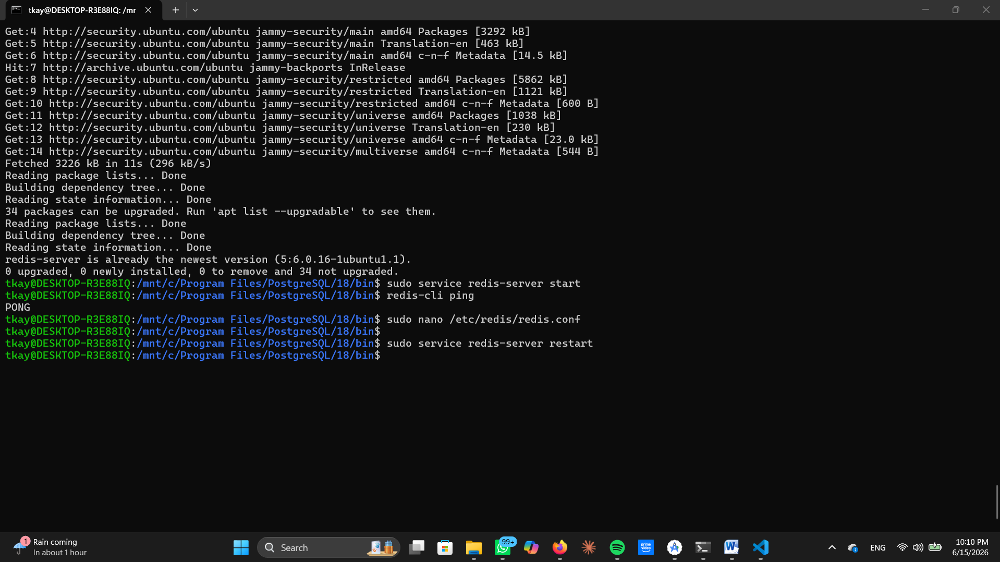 tkay@DESKTOP-R3E88IQ: /mr
Get:4 http://security.ubuntu.com/ubuntu jammy-security/main amd64 Packages [3292 kB]
Get:5 http://security.ubuntu.com/ubuntu jammy-security/main Translation-en [463 kB]
Get:6 http://security.ubuntu.com/ubuntu jammy-security/main amd64 c-n-f Metadata [14.5 kB]
Hit:7 http://archive.ubuntu.com/ubuntu jammy-backports InRelease
Get:8 http://security.ubuntu.com/ubuntu jammy-security/restricted amd64 Packages [5862 kB]
Get:9 http://security.ubuntu.com/ubuntu jammy-security/restricted Translation-en [1121 kB]
Get:10 http://security.ubuntu.com/ubuntu jammy-security/restricted amd64 c-n-f Metadata [600 B]
Get:11 http://security.ubuntu.com/ubuntu jammy-security/universe amd64 Packages [1038 kB]
Get:12 http://security.ubuntu.com/ubuntu jammy-security/universe Translation-en [230 kB]
Get:13 http://security.ubuntu.com/ubuntu jammy-security/universe amd64 c-n-f Metadata [23.0 kB]
Get:14 http://security.ubuntu.com/ubuntu jammy-security/multiverse amd64 c-n-f Metadata [544 B]
Fetched 3226 kB in 11s (296 kB/s)
Reading package lists... Done
Building dependency tree... Done
Reading state information... Done
34 packages can be upgraded. Run 'apt list --upgradable' to see them.
Reading package lists... Done
Building dependency tree... Done
Reading state information... Done
redis-server is already the newest version (5:6.0.16-1ubuntu1.1).
0 upgraded, 0 newly installed, 0 to remove and 34 not upgraded.
tkay@DESKTOP-R3E88IQ:/mnt/c/Program Files/PostgreSQL/18/bin$ sudo service redis-server start
tkay@DESKTOP-R3E88IQ:/mnt/c/Program Files/PostgreSQL/18/bin$ redis-cli ping
PONG
tkay@DESKTOP-R3E88IQ:/mnt/c/Program Files/PostgreSQL/18/bin$ sudo nano /etc/redis/redis.conf
tkay@DESKTOP-R3E88IQ:/mnt/c/Program Files/PostgreSQL/18/bin$
tkay@DESKTOP-R3E88IQ:/mnt/c/Program Files/PostgreSQL/18/bin$ sudo service redis-server restart
tkay@DESKTOP-R3E88IQ:/mnt/c/Program Files/PostgreSQL/18/bin$
1
Rain coming
In about 1 hour
Search
99+
prime video
ENG
10:10 PM
6/15/2026